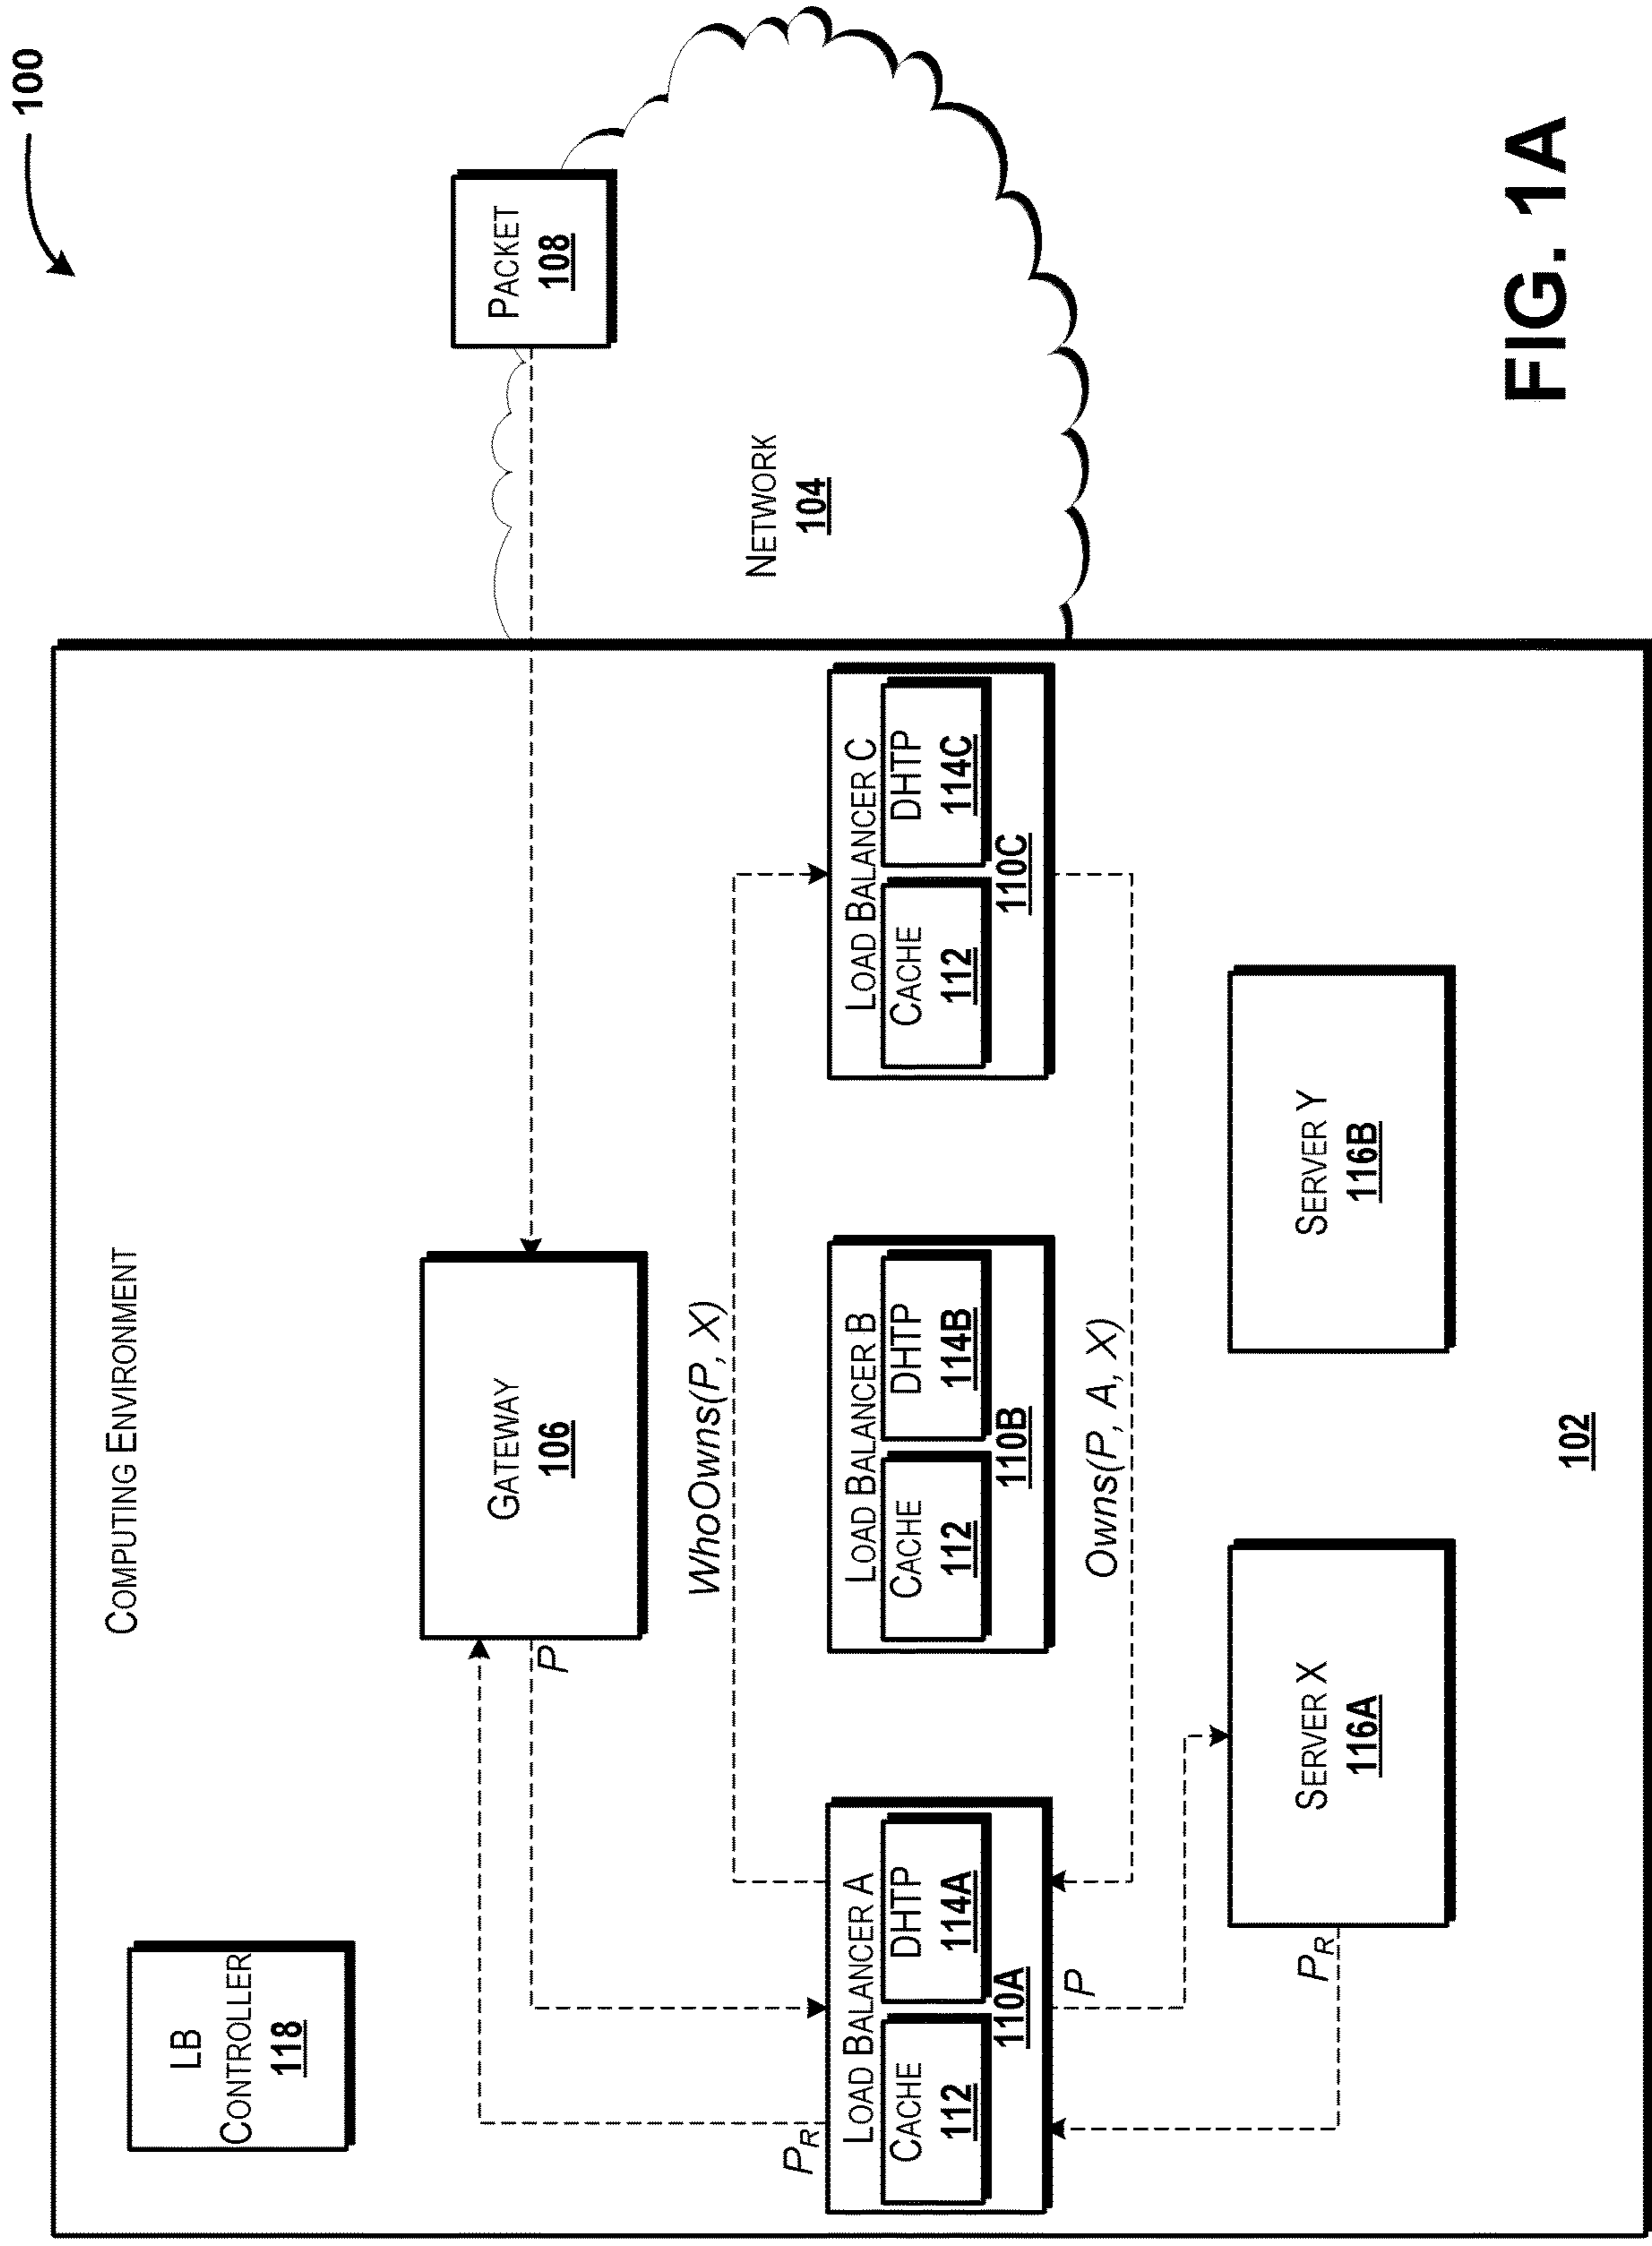 100
COMPUTING ENVIRONMENT
LB
CONTROLLER
118
GATEWAY
106
PACKET
108
P
NETWORK
104
WhoOwns(P, X)
PR
LOAD BALANCER A
CACHE
112
DHTP
114A
110A
LOAD BALANCER B
CACHE
112
DHTP
114B
110B
LOAD BALANCER C
CACHE
112
DHTP
114C
110C
P
Owns(P, A, X)
PR
SERVER X
116A
SERVER Y
116B
102
FIG. 1A